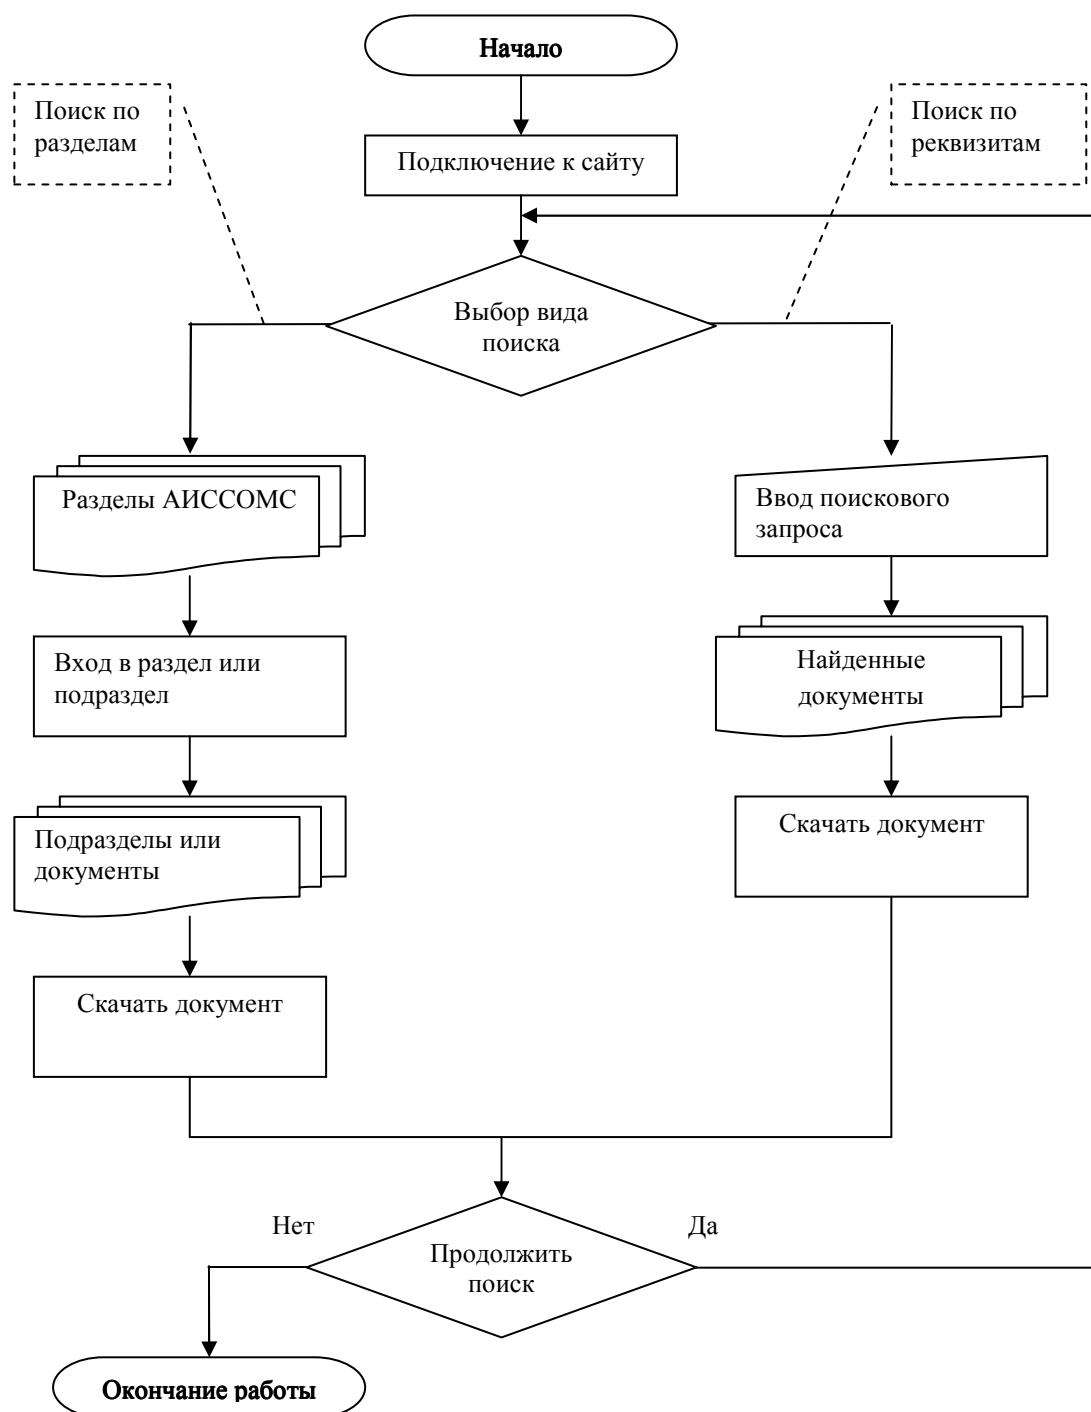 Начало
Поиск по
разделам
Поиск по
реквизитам
Подключение к сайту
Выбор вида
поиска
Разделы АИССОМС
Ввод поискового
запроса
Вход в раздел или
подраздел
Найденные
документы
Подразделы или
документы
Скачать документ
Скачать документ
Нет
Да
Продолжить
поиск
Окончание работы